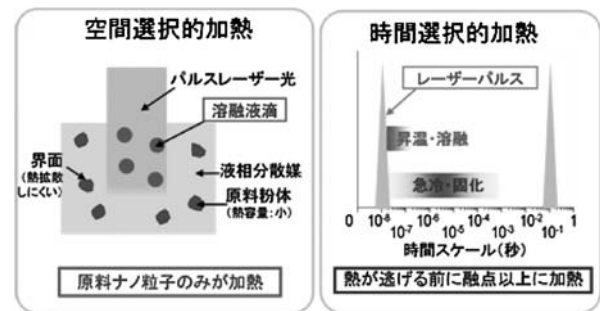 空間選択的加熱
パルスレーザー光
溶融液滴
界面
(熱拡散
しにくい)
液相分散媒
原料粉体
(熱容量:小)
原料ナノ粒子のみが加熱
時間選択的加熱
レーザーパルス
昇温・溶融
急冷・固化
0 10-8 10-6 10-4 10-2 1
10-7 10-5 10-3 10-1
時間スケール(秒)
熱が逃げる前に融点以上に加熱